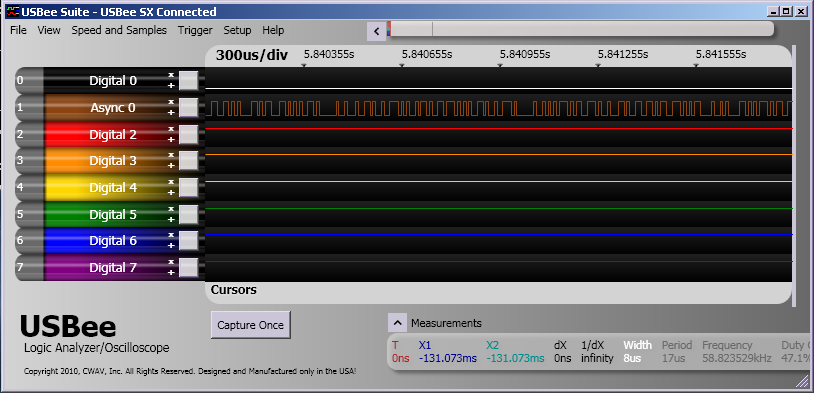 USBee Suite - USBee SX Connected
File View Speed and Samples Trigger Setup Help
300us/div 5.840355s 5.840655s 5.840955s 5.841255s 5.841555s
0 Digital 0
1 Async 0
2 Digital 2
3 Digital 3
4 Digital 4
5 Digital 5
6 Digital 6
7 Digital 7
Cursors
USBee
Logic Analyzer/Oscilloscope
Capture Once
Measurements
T X1 X2 dX 1/dX Width Period Frequency Duty C
0ns -131.073ms -131.073ms 0ns infinity 8us 17us 58.823529kHz 47.1%
Copyright 2010, CWAV, Inc. All Rights Reserved. Designed and Manufactured only in the USA!